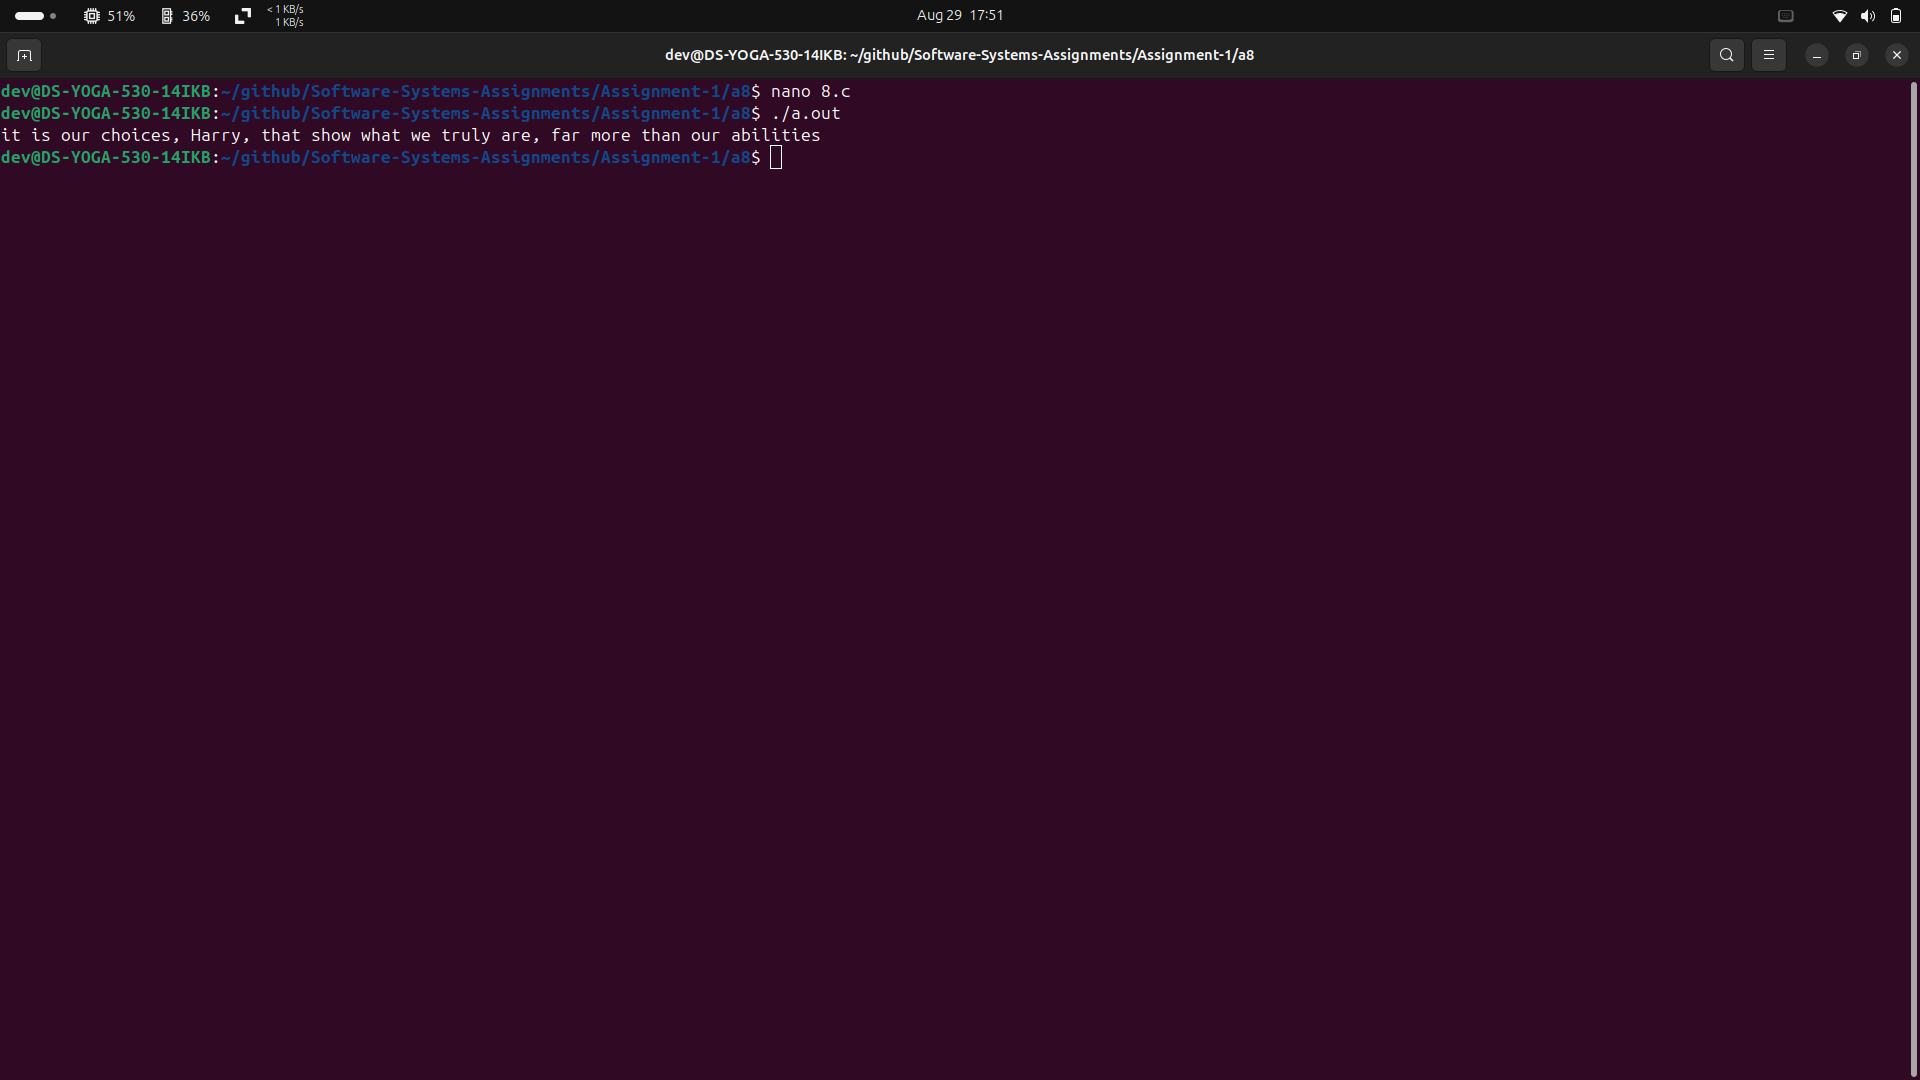 51% 36% < 1 KB/s
1 KB/s
Aug 29 17:51
dev@DS-YOGA-530-14IKB: ~/github/Software-Systems-Assignments/Assignment-1/a8
dev@DS-YOGA-530-14IKB:~/github/Software-Systems-Assignments/Assignment-1/a8$ nano 8.c
dev@DS-YOGA-530-14IKB:~/github/Software-Systems-Assignments/Assignment-1/a8$ ./a.out
it is our choices, Harry, that show what we truly are, far more than our abilities
dev@DS-YOGA-530-14IKB:~/github/Software-Systems-Assignments/Assignment-1/a8$